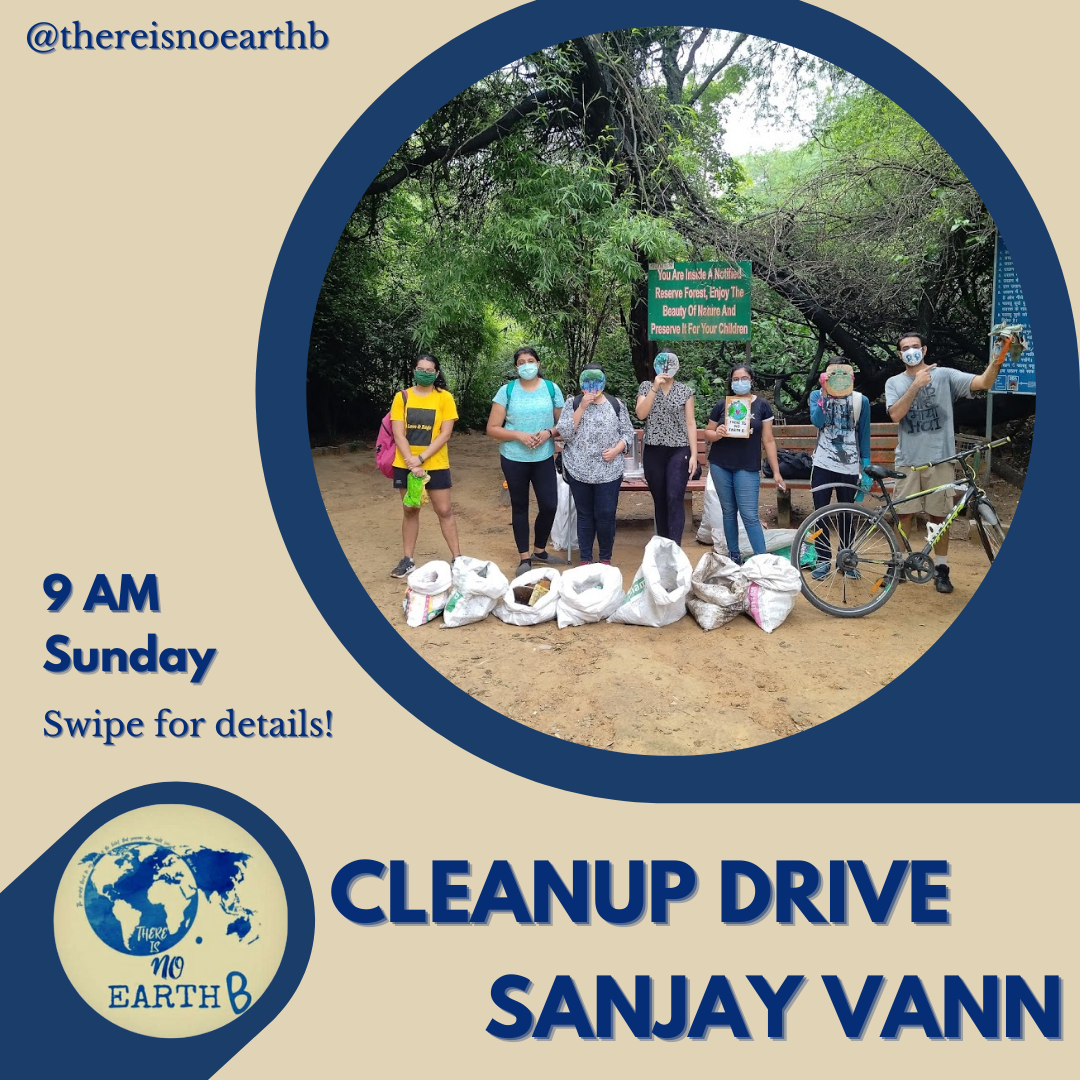 @thereisnoearthb
You Are Inside A Notified
Reserve Forest, Enjoy The
Beauty Of Nature And
Preserve It For Your Children
9 AM
Sunday
Swipe for details!
THERE
IS
NO
EARTH B
CLEANUP DRIVE
SANJAY VANN